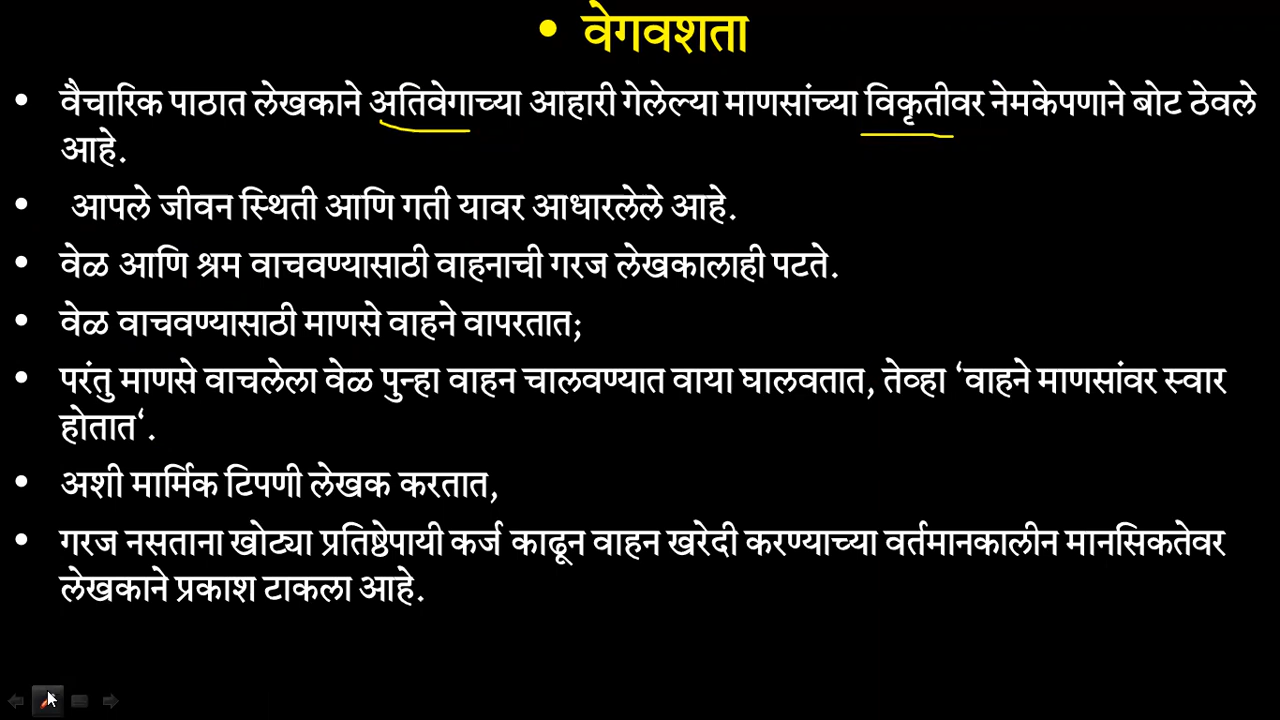 • वेगवशता
• वैचारिक पाठात लेखकाने अतिवेगाच्या आहारी गेलेल्या माणसांच्या विकृतीवर नेमकेपणाने बोट ठेवले
आहे.
• आपले जीवन स्थिती आणि गती यावर आधारलेले आहे.
• वेळ आणि श्रम वाचवण्यासाठी वाहनाची गरज लेखकालाही पटते.
• वेळ वाचवण्यासाठी माणसे वाहने वापरतात;
• परंतु माणसे वाचलेला वेळ पुन्हा वाहन चालवण्यात वाया घालवतात, तेव्हा ‘वाहने माणसांवर स्वार
होतात‘.
• अशी मार्मिक टिपणी लेखक करतात,
• गरज नसताना खोट्या प्रतिष्ठेपायी कर्ज काढून वाहन खरेदी करण्याच्या वर्तमानकालीन मानसिकतेवर
लेखकाने प्रकाश टाकला आहे.